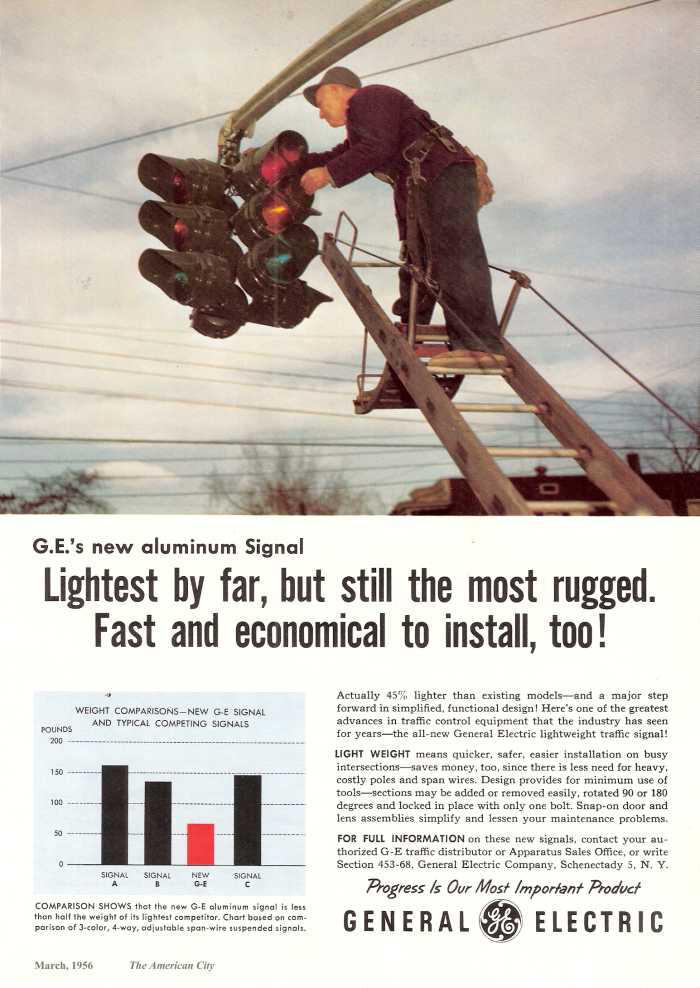 G.E.'s new aluminum Signal
Lightest by far, but still the most rugged.
Fast and economical to install, too!
WEIGHT COMPARISONS—NEW G-E SIGNAL
AND TYPICAL COMPETING SIGNALS
POUNDS
200
150
100
50
0
SIGNAL A
SIGNAL B
NEW G-E
SIGNAL C
COMPARISON SHOWS that the new G-E aluminum signal is less
than half the weight of its lightest competitor. Chart based on com-
parison of 3-color, 4-way, adjustable span-wire suspended signals.
Actually 45% lighter than existing models—and a major step
forward in simplified, functional design! Here's one of the greatest
advances in traffic control equipment that the industry has seen
for years—the all-new General Electric lightweight traffic signal!
LIGHT WEIGHT means quicker, safer, easier installation on busy
intersections—saves money, too, since there is less need for heavy,
costly poles and span wires. Design provides for minimum use of
tools—sections may be added or removed easily, rotated 90 or 180
degrees and locked in place with only one bolt. Snap-on door and
lens assemblies simplify and lessen your maintenance problems.
FOR FULL INFORMATION on these new signals, contact your au-
thorized G-E traffic distributor or Apparatus Sales Office, or write
Section 453-68, General Electric Company, Schenectady 5, N. Y.
Progress Is Our Most Important Product
GENERAL GE ELECTRIC
March, 1956 The American City